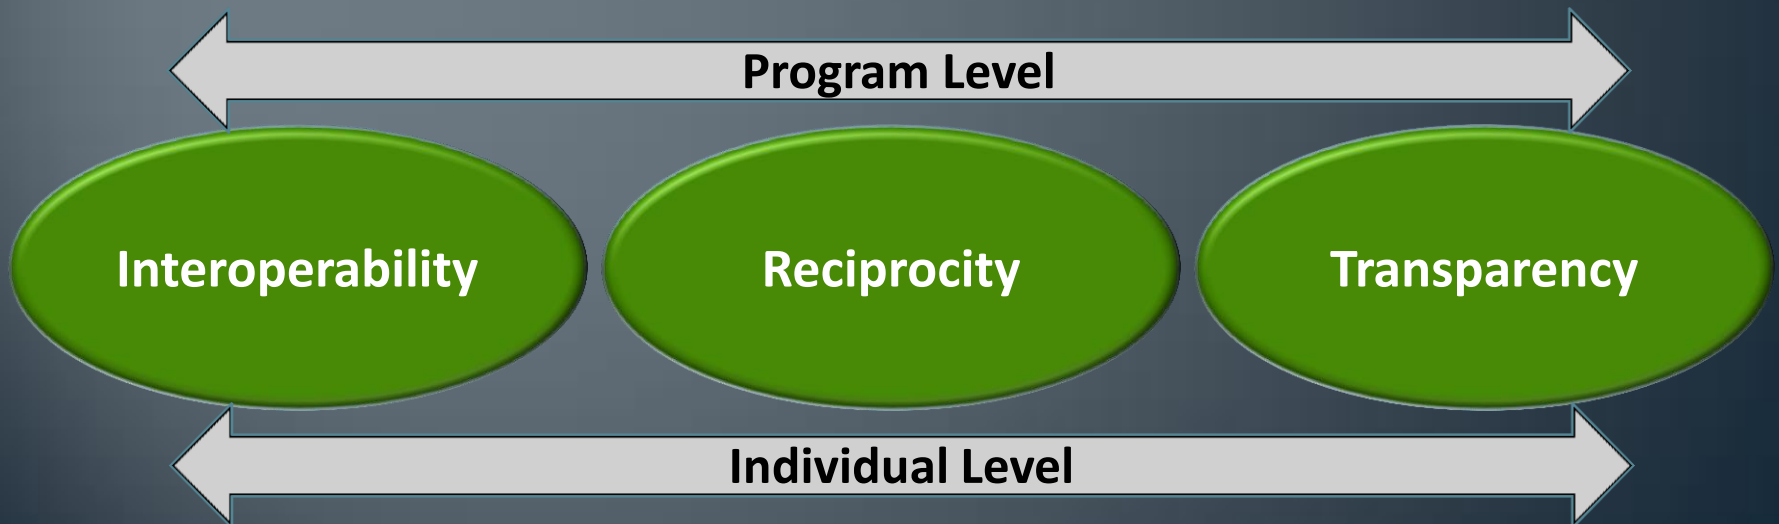 Program Level
Interoperability
Reciprocity
Transparency
Individual Level